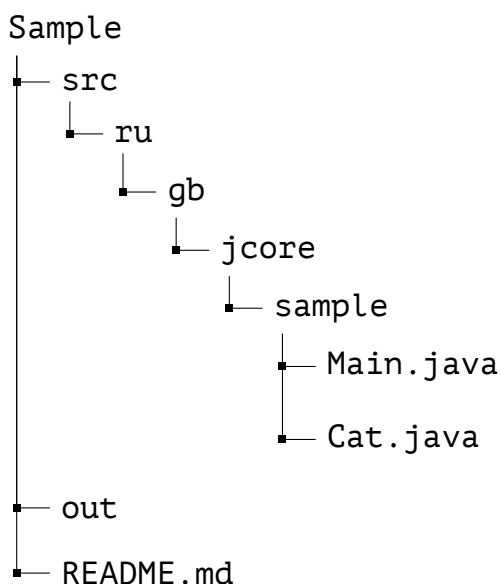 Sample
src
ru
gb
jcore
sample
Main.java
Cat.java
out
README.md